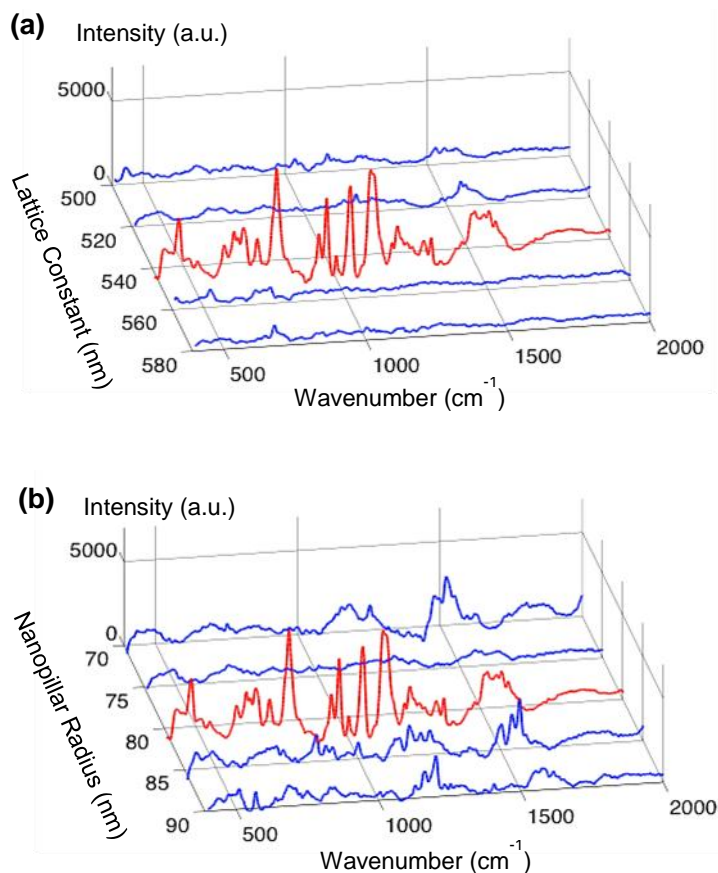 (a)
Intensity (a.u.)
5000
0
500
520
540
560
580
Lattice Constant (nm)
500
1000
1500
2000
Wavenumber (cm⁻¹)
(b)
Intensity (a.u.)
5000
0
70
75
80
85
90
Nanopillar Radius (nm)
500
1000
1500
2000
Wavenumber (cm⁻¹)